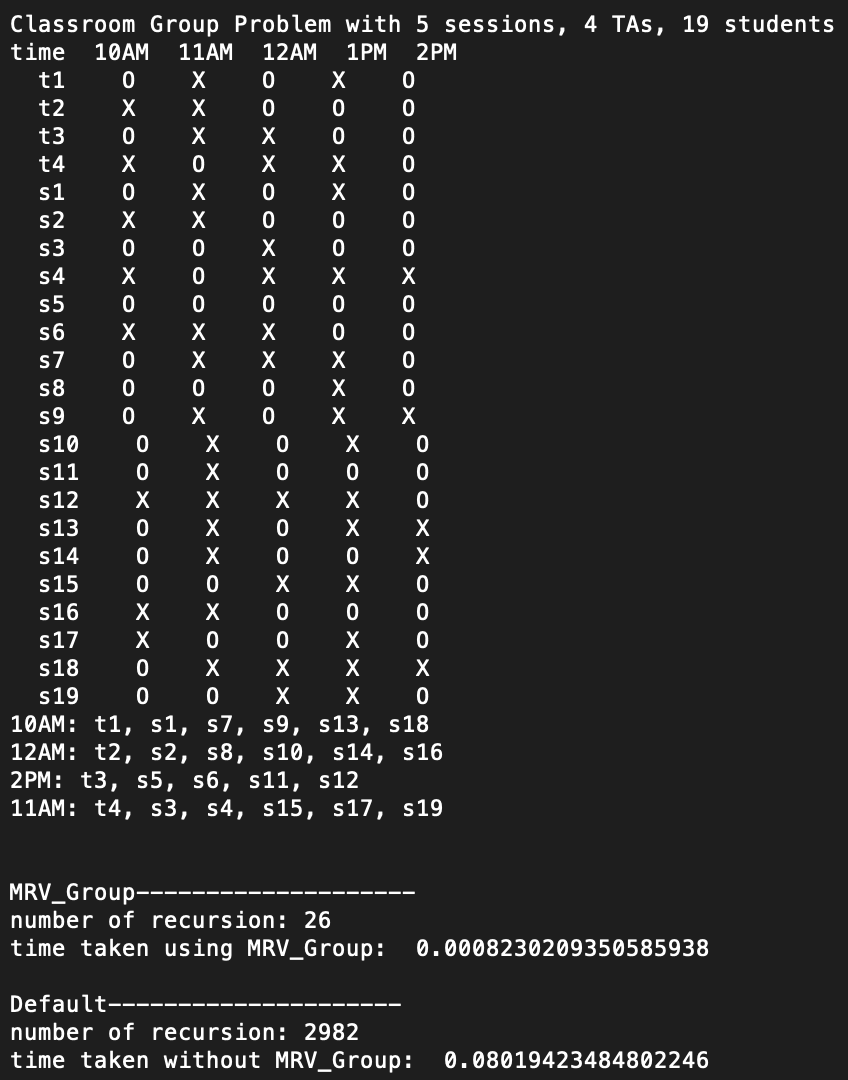 Classroom Group Problem with 5 sessions, 4 TAs, 19 students
time  10AM  11AM  12AM  1PM  2PM
  t1    O    X    O    X    O
  t2    X    X    O    O    O
  t3    O    X    X    O    O
  t4    X    O    X    X    O
  s1    O    X    O    X    O
  s2    X    X    O    O    O
  s3    O    O    X    O    O
  s4    X    O    X    X    X
  s5    O    O    O    O    O
  s6    X    X    X    O    O
  s7    O    X    X    X    O
  s8    O    O    O    X    O
  s9    O    X    O    X    X
  s10    O    X    O    X    O
  s11    O    X    O    O    O
  s12    X    X    X    X    O
  s13    O    X    O    X    X
  s14    O    X    O    O    X
  s15    O    O    X    X    O
  s16    X    X    O    O    O
  s17    X    O    O    X    O
  s18    O    X    X    X    X
  s19    O    O    X    X    O
10AM: t1, s1, s7, s9, s13, s18
12AM: t2, s2, s8, s10, s14, s16
2PM: t3, s5, s6, s11, s12
11AM: t4, s3, s4, s15, s17, s19
MRV_Group--------------------
number of recursion: 26
time taken using MRV_Group:  0.0008230209350585938
Default---------------------
number of recursion: 2982
time taken without MRV_Group:  0.08019423484802246